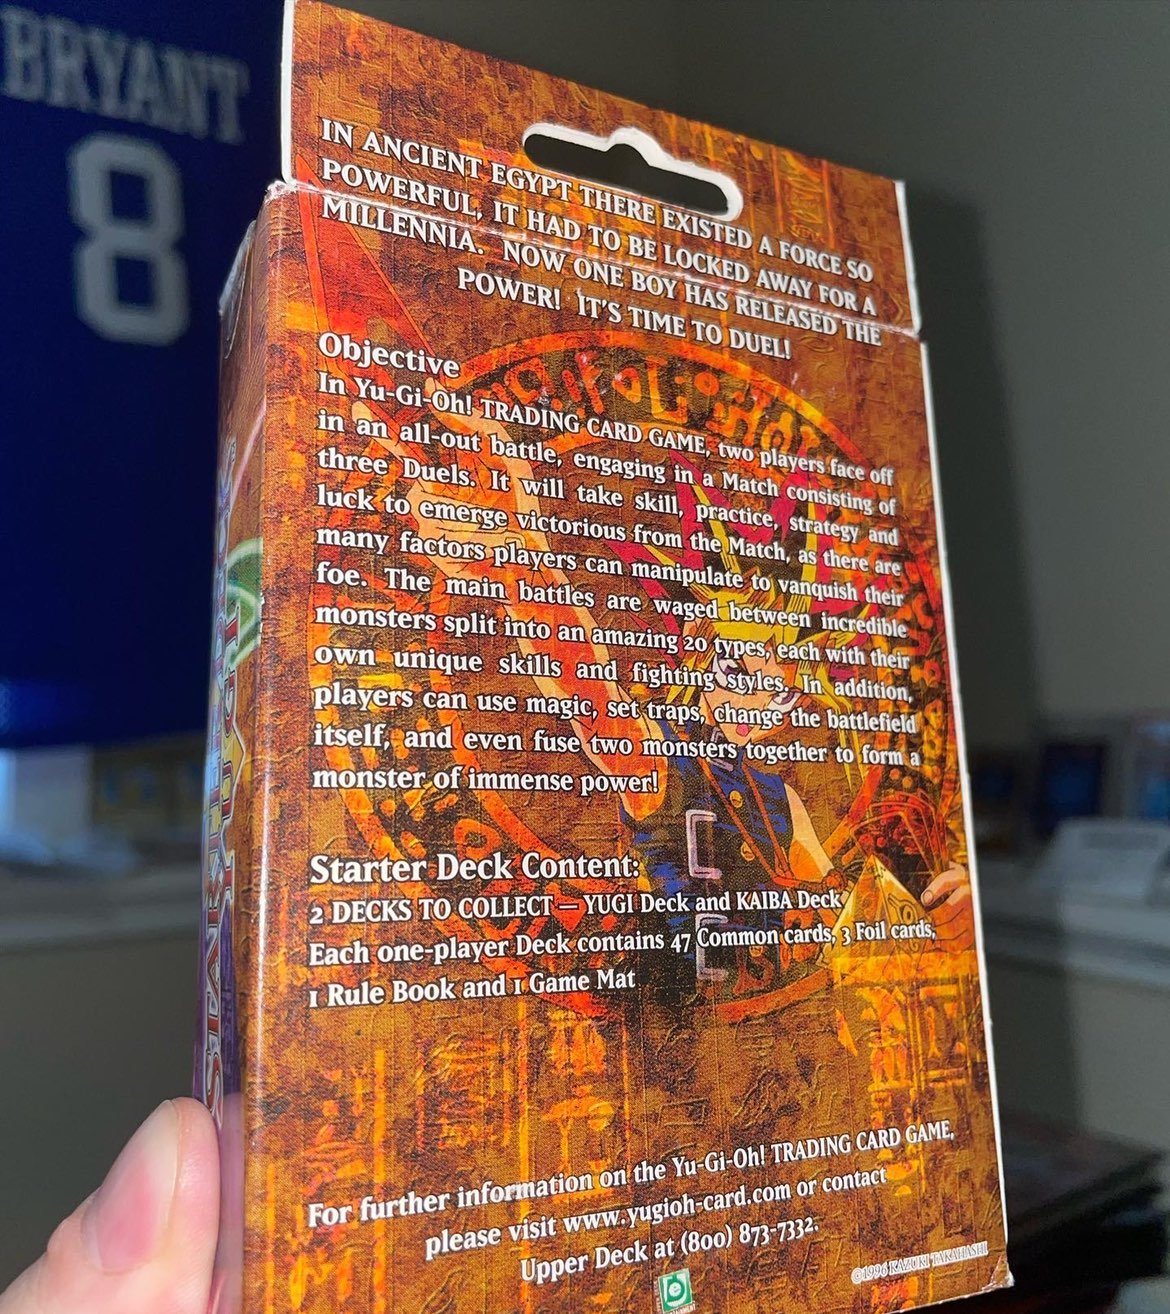 BRYANT
8
IN ANCIENT EGYPT THERE EXISTED A FORCE SO
POWERFUL, IT HAD TO BE LOCKED AWAY FOR A
MILLENNIA. NOW ONE BOY HAS RELEASED THE
POWER! IT'S TIME TO DUEL!
Objective
In Yu-Gi-Oh! TRADING CARD GAME, two players face off
in an all-out battle, engaging in a Match consisting of
three Duels. It will take skill, practice, strategy and
luck to emerge victorious from the Match, as there are
many factors players can manipulate to vanquish their
foe. The main battles are waged between incredible
monsters split into an amazing 20 types, each with their
own unique skills and fighting styles. In addition,
players can use magic, set traps, change the battlefield
itself, and even fuse two monsters together to form a
monster of immense power!
Starter Deck Content:
2 DECKS TO COLLECT — YUGI Deck and KAIBA Deck
Each one-player Deck contains 47 Common cards, 3 Foil cards,
1 Rule Book and 1 Game Mat
For further information on the Yu-Gi-Oh! TRADING CARD GAME,
please visit www.yugioh-card.com or contact
Upper Deck at (800) 873-7332.
©1996 KAZUKI TAKAHASHI